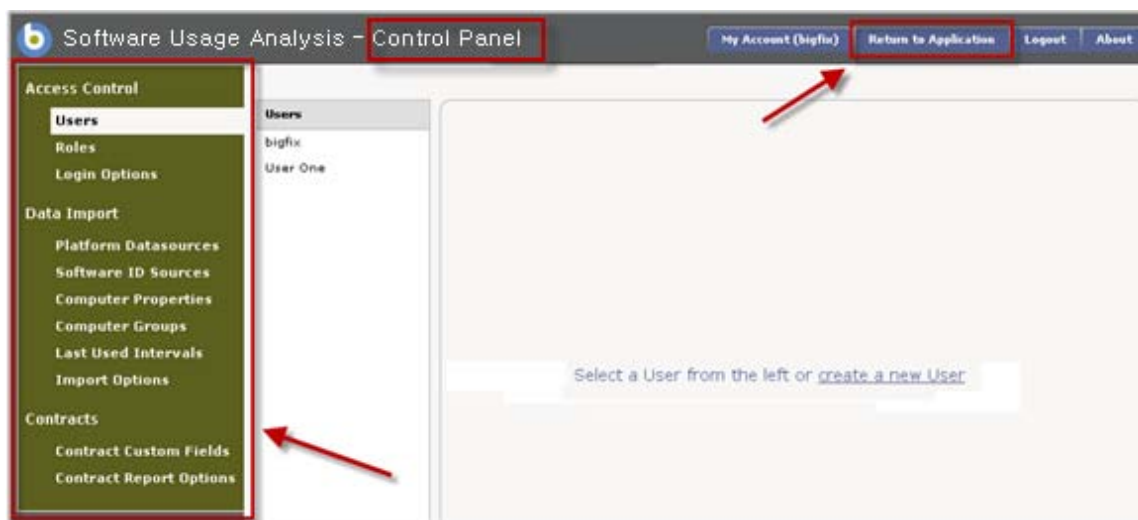 Software Usage Analysis - Control Panel
My Account (bigfix) Return to Application Logout About
Access Control
Users
Roles
Login Options
Data Import
Platform Datasources
Software ID Sources
Computer Properties
Computer Groups
Last Used Intervals
Import Options
Contracts
Contract Custom Fields
Contract Report Options
Users
bigfix
User One
Select a User from the left or create a new User